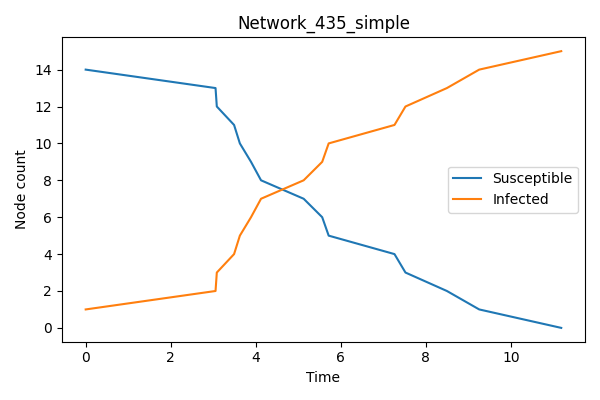 Network_435_simple
Node count
14
12
10
8
6
4
2
0
Susceptible
Infected
0 2 4 6 8 10
Time